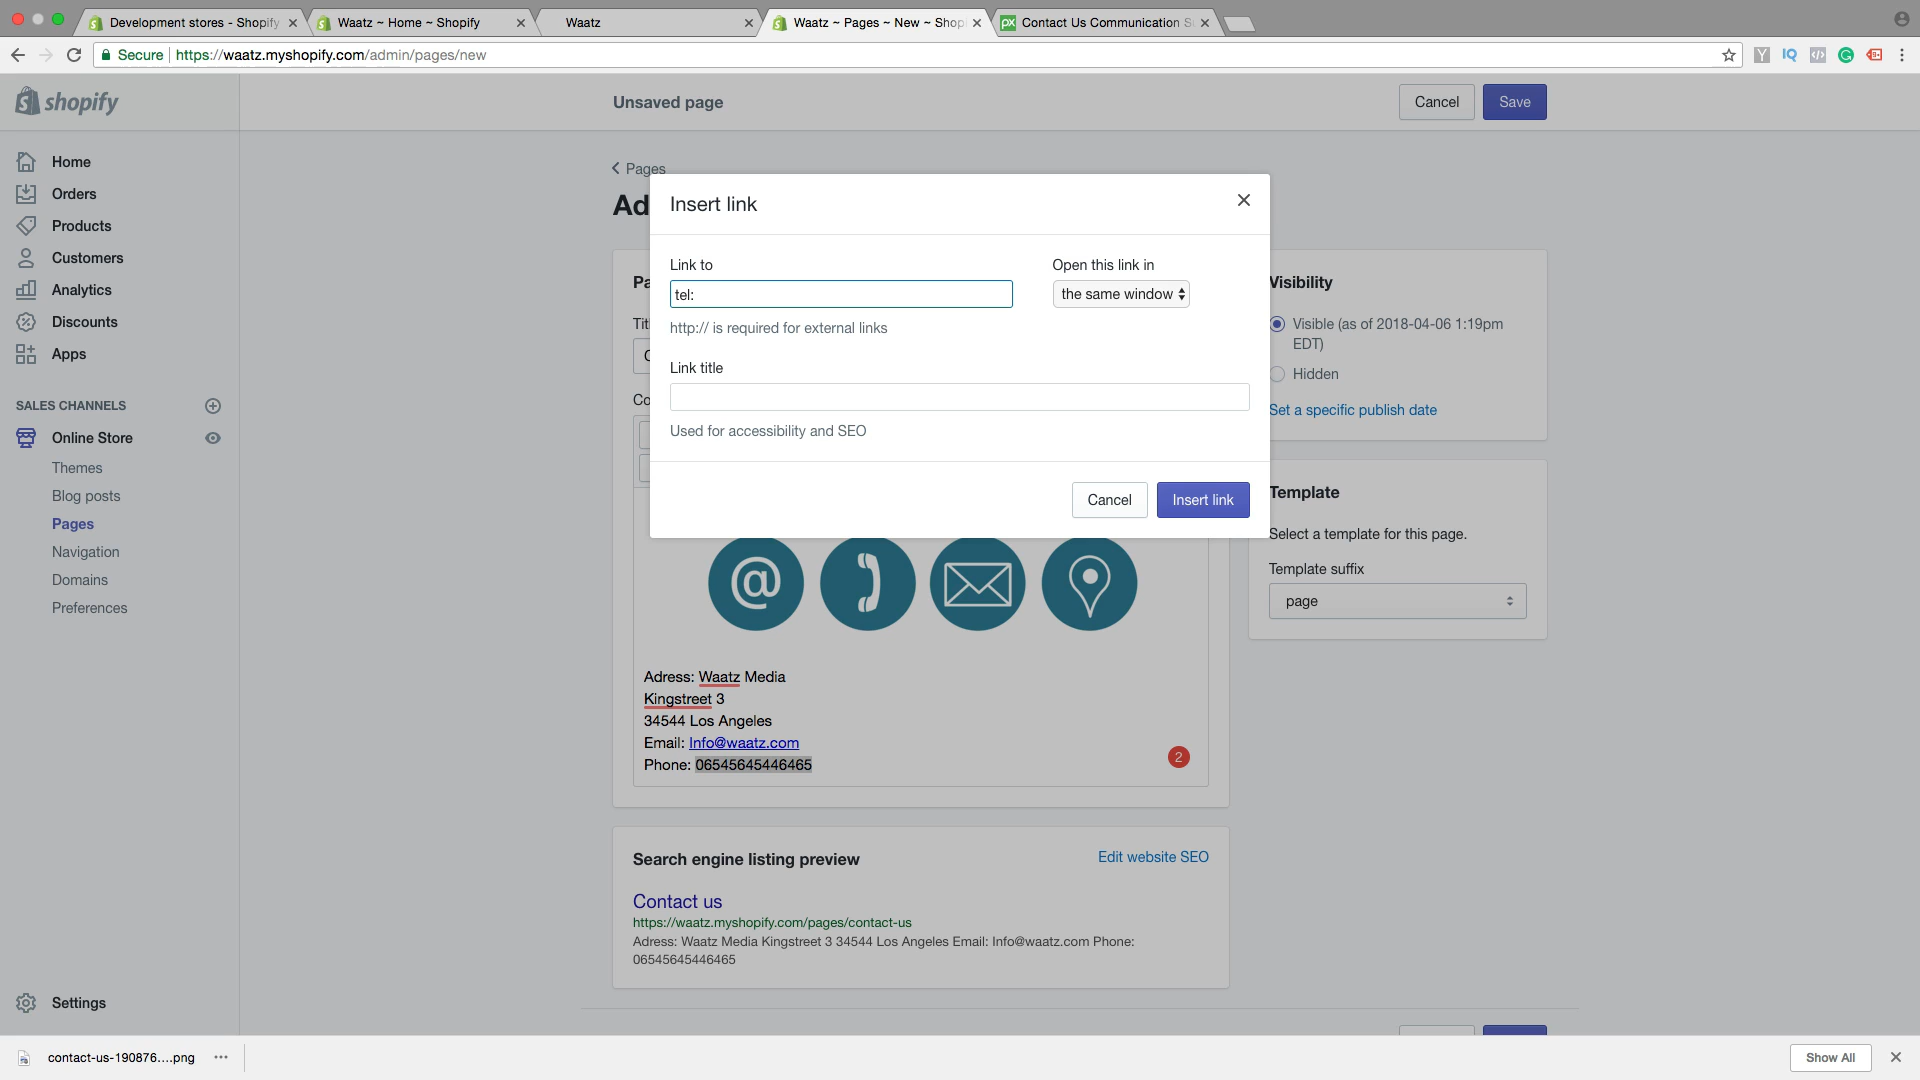 Development stores - Shopify
Waatz ~ Home ~ Shopify
Waatz
Waatz ~ Pages ~ New ~ Shop
Contact Us Communication S
Secure
https://waatz.myshopify.com/admin/pages/new
shopify
Unsaved page
Cancel
Save
Home
Orders
Products
Customers
Analytics
Discounts
Apps
SALES CHANNELS
Online Store
Themes
Blog posts
Pages
Navigation
Domains
Preferences
Settings
Pages
Ad
Insert link
Link to
tel:
http:// is required for external links
Open this link in
the same window
Link title
Used for accessibility and SEO
Cancel
Insert link
Adress: Waatz Media
Kingstreet 3
34544 Los Angeles
Email: Info@waatz.com
Phone: 06545645446465
2
Visibility
Visible (as of 2018-04-06 1:19pm
EDT)
Hidden
Set a specific publish date
Template
Select a template for this page.
Template suffix
page
Search engine listing preview
Edit website SEO
Contact us
https://waatz.myshopify.com/pages/contact-us
Adress: Waatz Media Kingstreet 3 34544 Los Angeles Email: Info@waatz.com Phone:
06545645446465
contact-us-190876....png
Show All